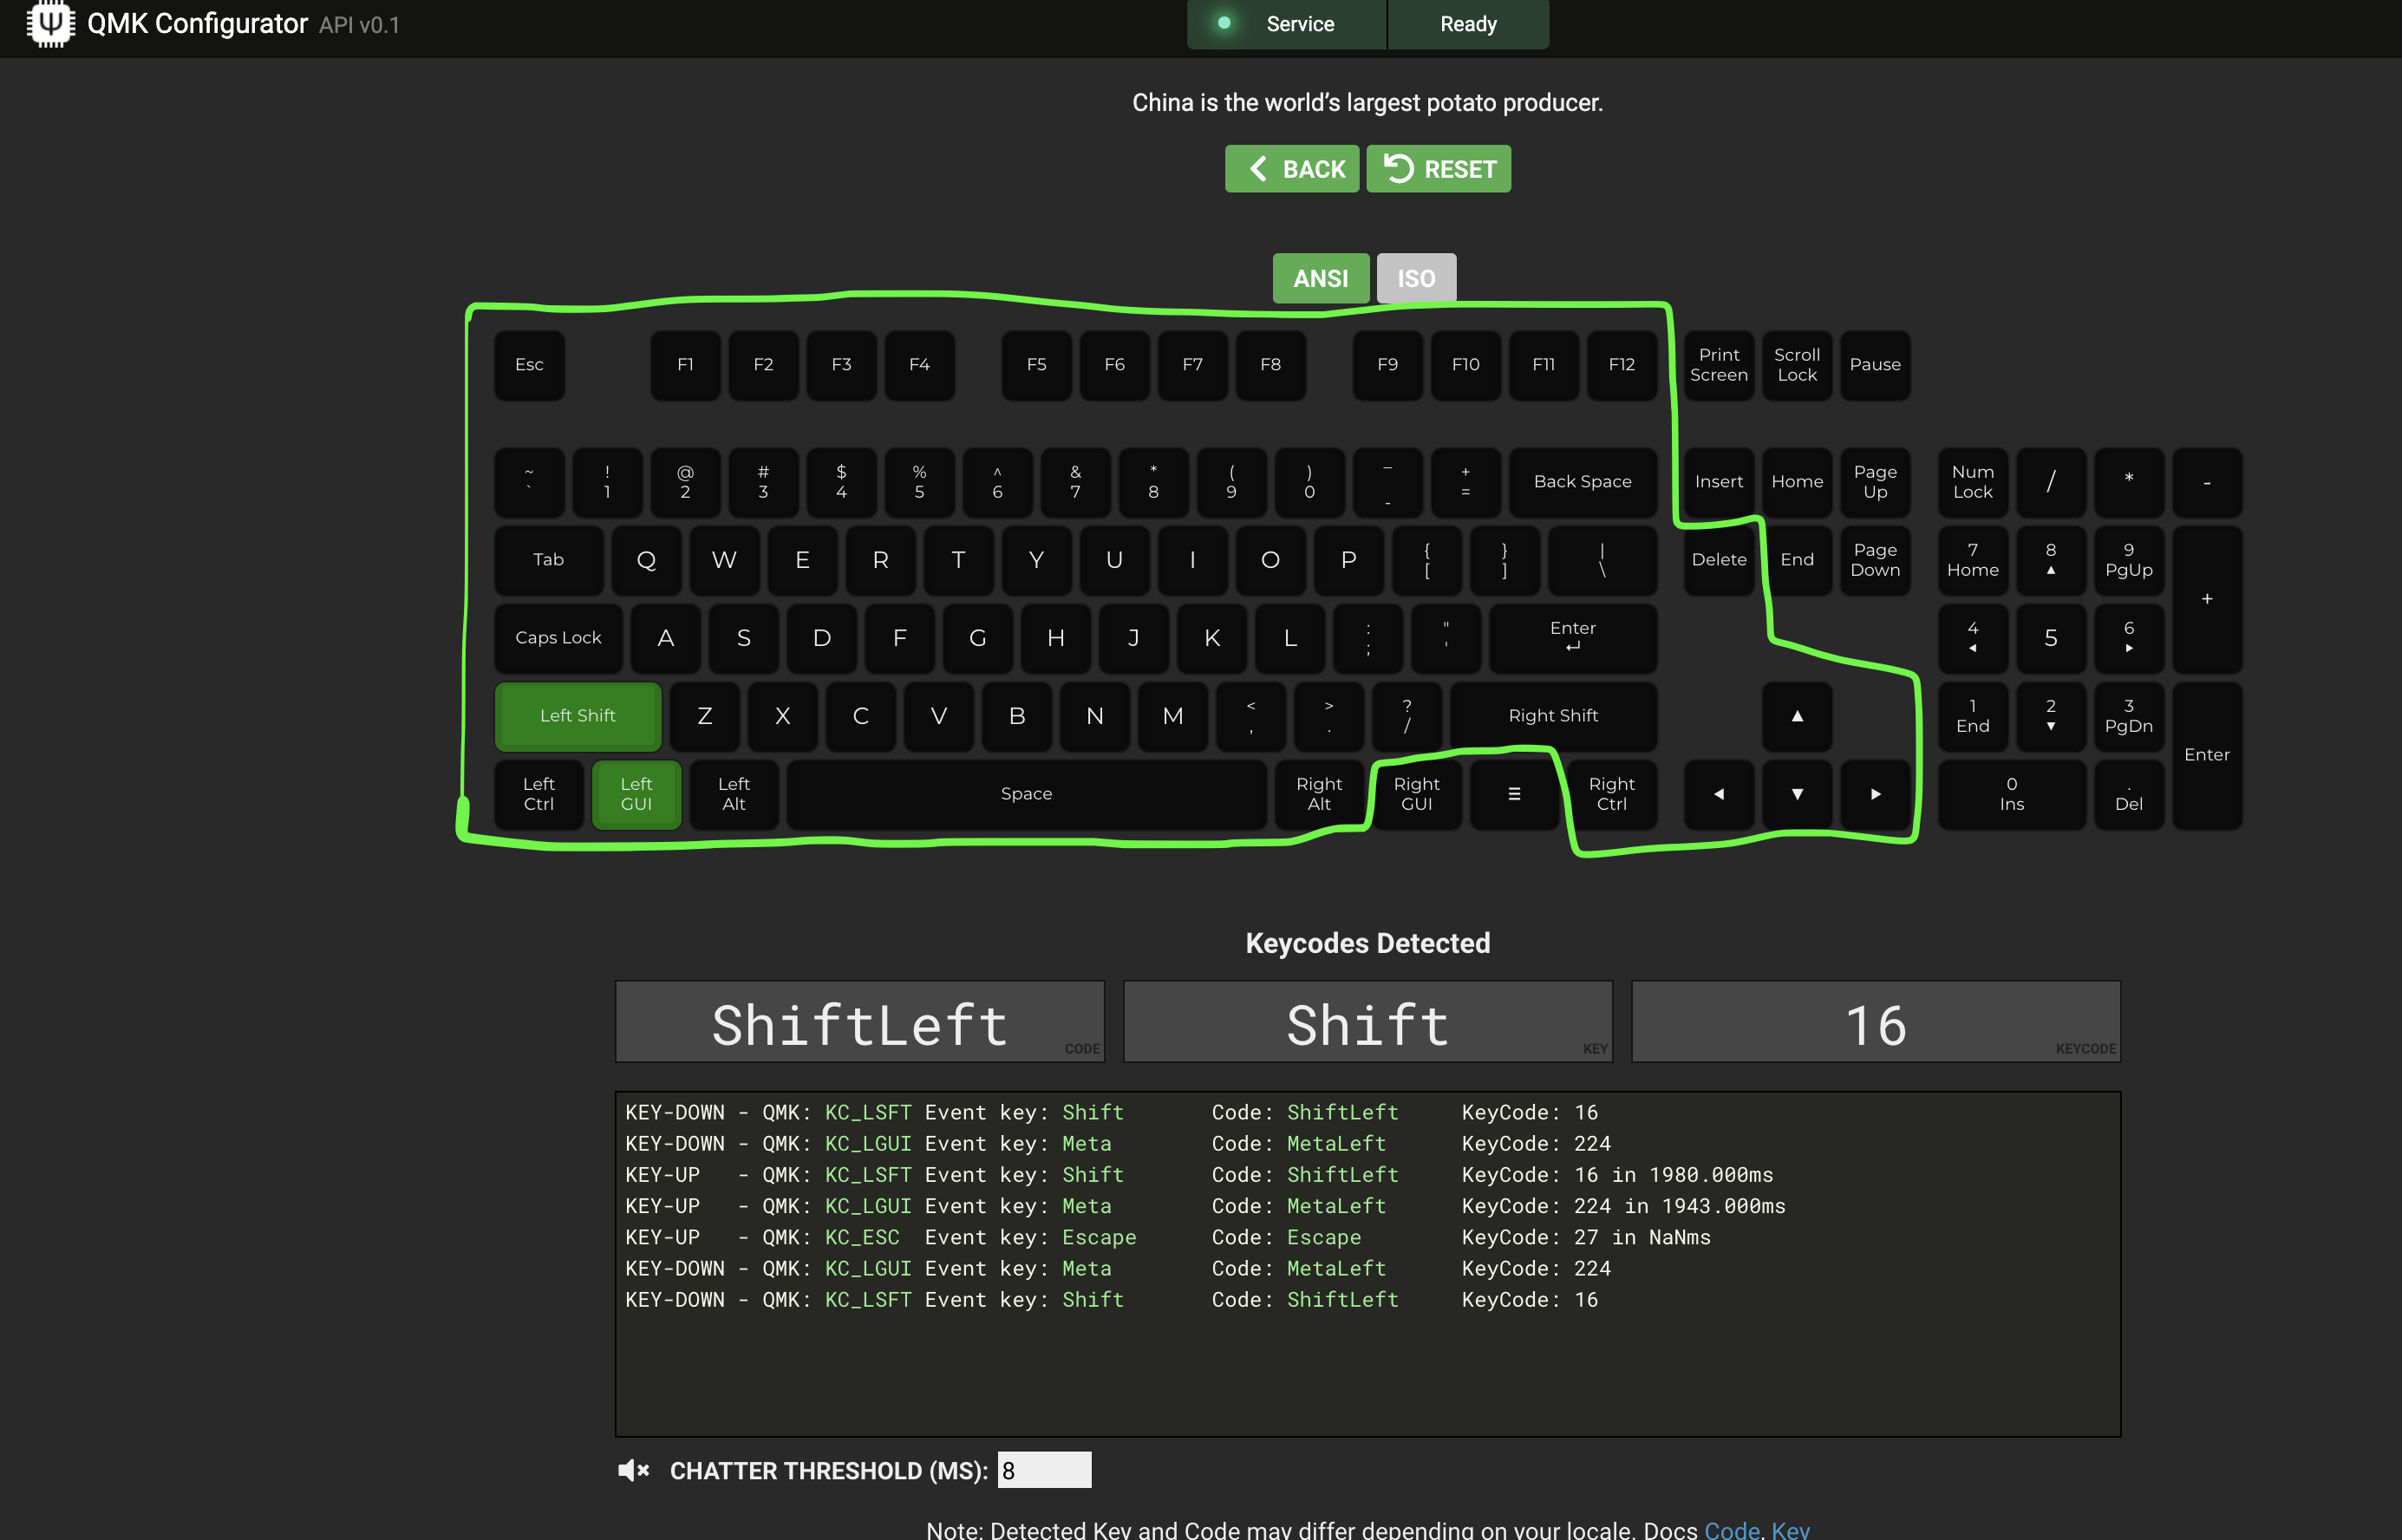 QMK Configurator API v0.1
Service Ready
China is the world’s largest potato producer.
BACK RESET
ANSI ISO
Esc F1 F2 F3 F4 F5 F6 F7 F8 F9 F10 F11 F12 Print Screen Scroll Lock Pause
~ ` ! 1 @ 2 # 3 $ 4 % 5 ^ 6 & 7 * 8 ( 9 ) 0 _ - + = Back Space Insert Home Page Up Num Lock / * -
Tab Q W E R T Y U I O P { [ } ] | \ Delete End Page Down 7 Home 8 ▲ 9 PgUp +
Caps Lock A S D F G H J K L : ; " ' Enter ↵ 4 ◄ 5 6 ►
Left Shift Z X C V B N M < , > . ? / Right Shift ▲ 1 End 2 ▼ 3 PgDn Enter
Left Ctrl Left GUI Left Alt Space Right Alt Right GUI ☰ Right Ctrl ◄ ▼ ► 0 Ins . Del
Keycodes Detected
ShiftLeft CODE Shift KEY 16 KEYCODE
KEY-DOWN - QMK: KC_LSFT Event key: Shift Code: ShiftLeft KeyCode: 16
KEY-DOWN - QMK: KC_LGUI Event key: Meta Code: MetaLeft KeyCode: 224
KEY-UP - QMK: KC_LSFT Event key: Shift Code: ShiftLeft KeyCode: 16 in 1980.000ms
KEY-UP - QMK: KC_LGUI Event key: Meta Code: MetaLeft KeyCode: 224 in 1943.000ms
KEY-UP - QMK: KC_ESC Event key: Escape Code: Escape KeyCode: 27 in NaNms
KEY-DOWN - QMK: KC_LGUI Event key: Meta Code: MetaLeft KeyCode: 224
KEY-DOWN - QMK: KC_LSFT Event key: Shift Code: ShiftLeft KeyCode: 16
CHATTER THRESHOLD (MS): 8
Note: Detected Key and Code may differ depending on your locale. Docs Code, Key